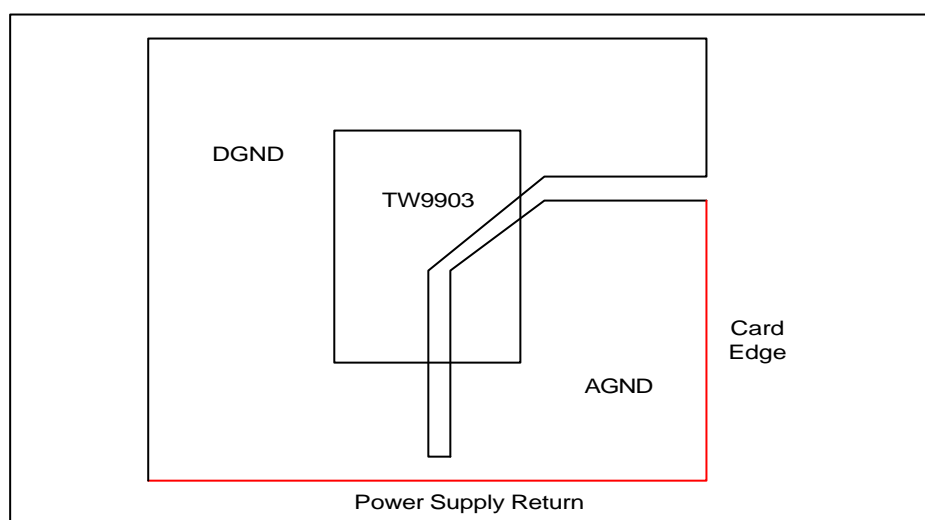 DGND
TW9903
Card
Edge
AGND
Power Supply Return